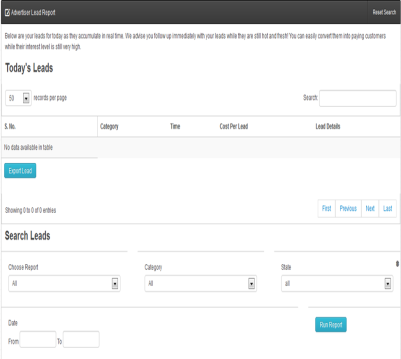 Advertiser Lead Report Reset Search
Below are your leads for today as they accumulate in real time. We advise you follow up immediately with your leads while they are still hot and fresh! You can easily convert them into paying customers
while their interest level is still very high.
Today's Leads
50 records per page Search:
S. No. Category Time Cost Per Lead Lead Details
No data available in table
Export Lead
Showing 0 to 0 of 0 entries First Previous Next Last
Search Leads
Choose Report Category State
All All all
Date Run Report
From To